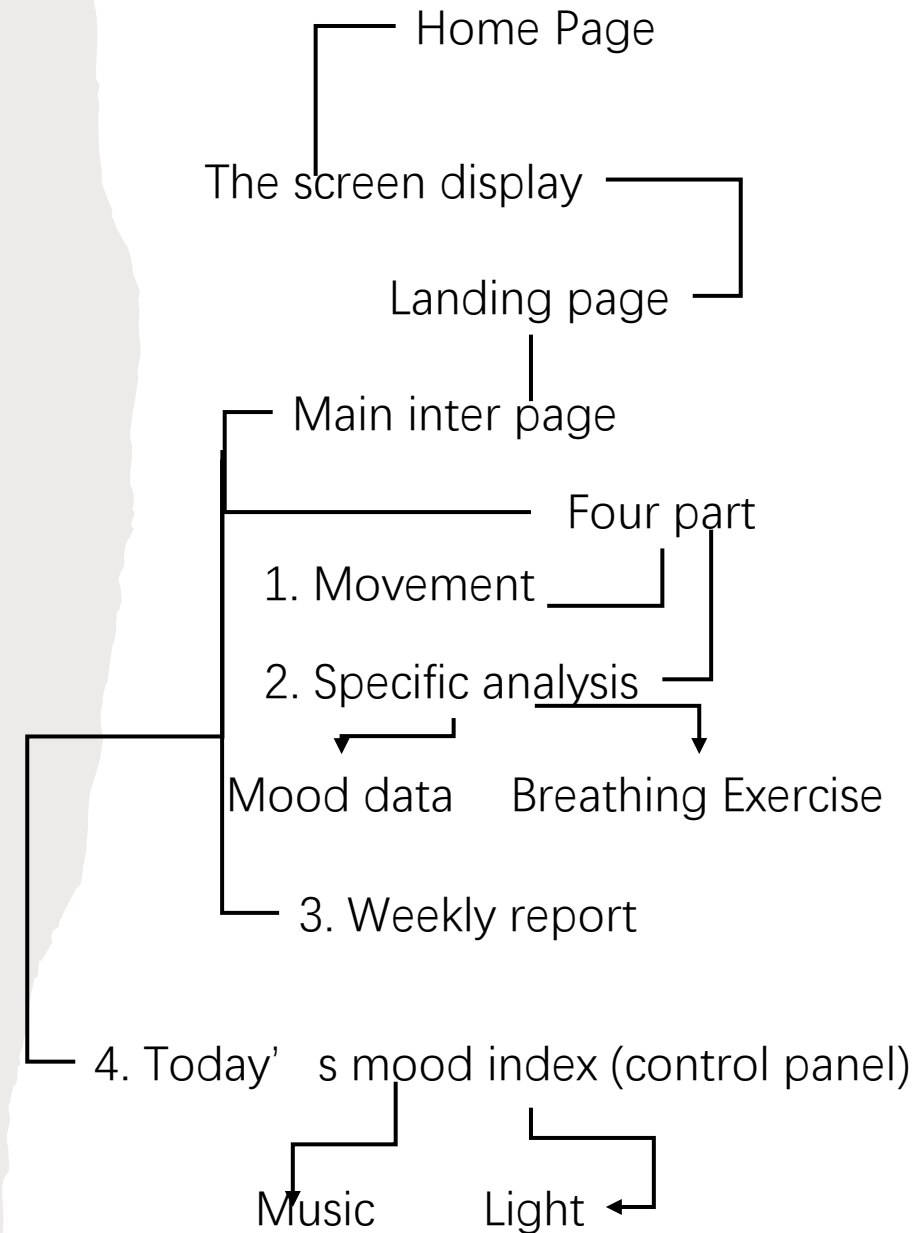 Home Page
The screen display
Landing page
Main inter page
Four part
1. Movement
2. Specific analysis
Mood data Breathing Exercise
3. Weekly report
4. Today’ s mood index (control panel)
Music Light